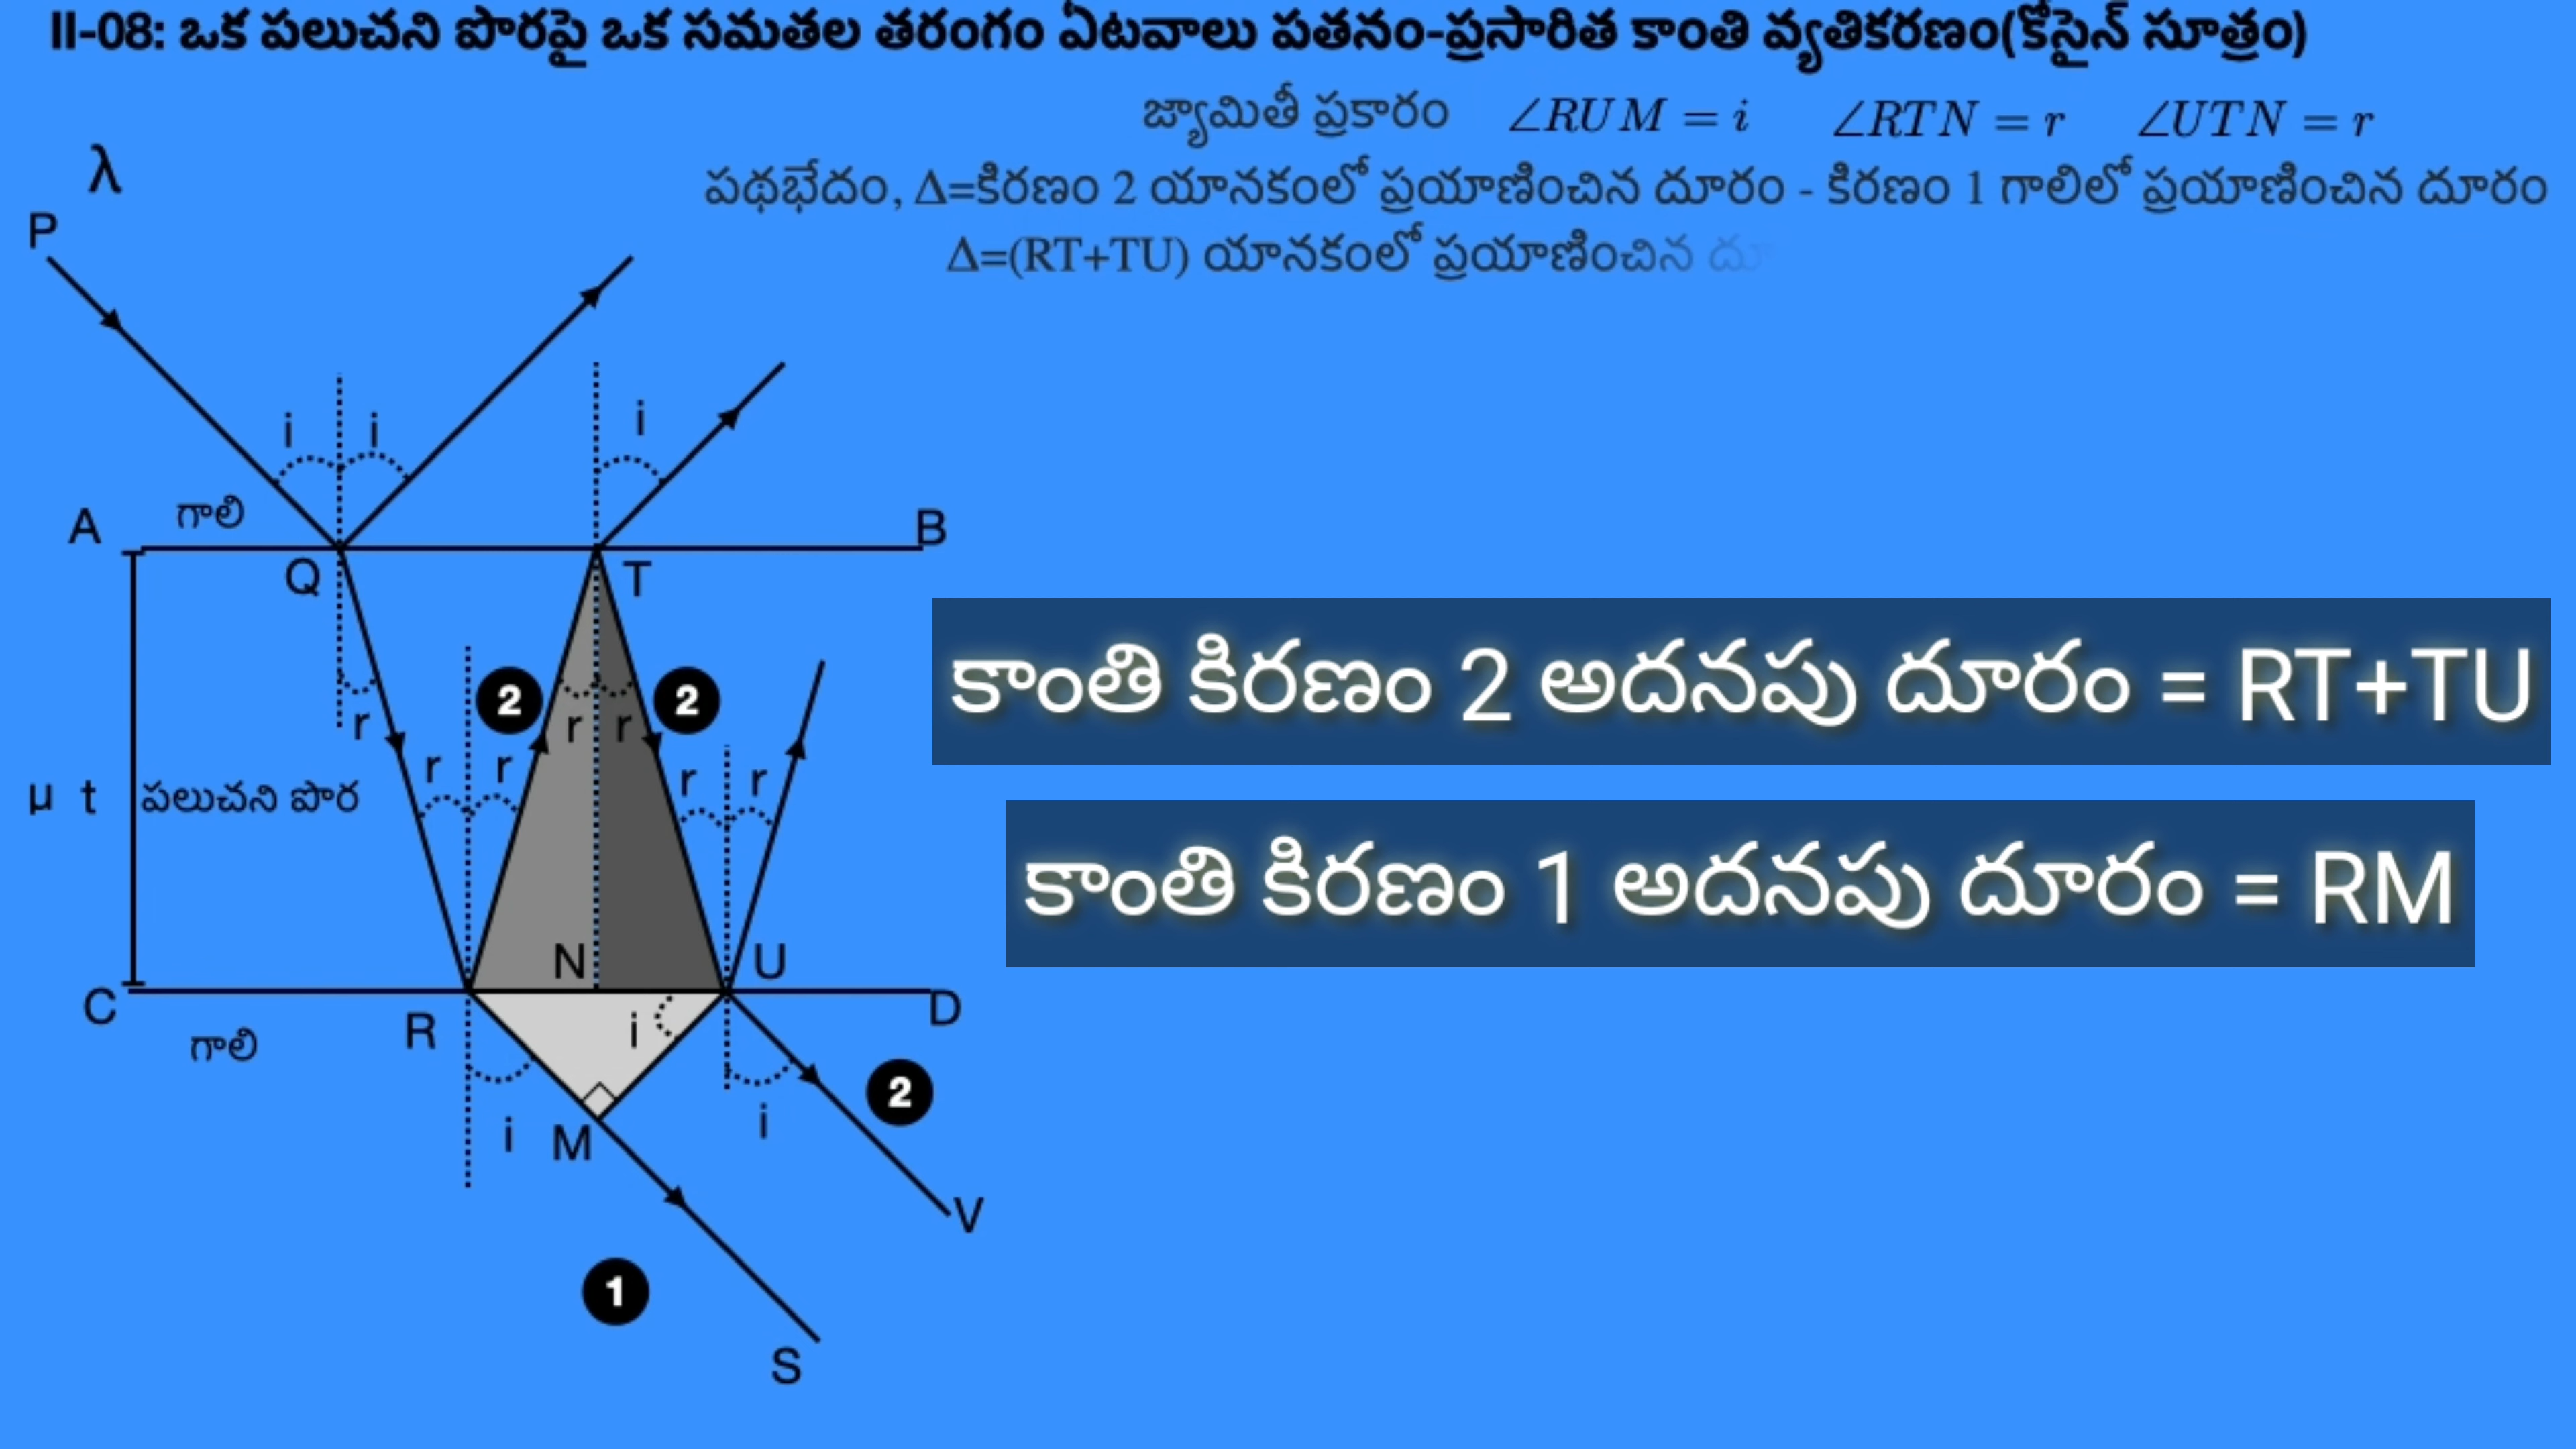 II-08: ఒక పలుచని పొరపై ఒక సమతల తరంగం ఏటవాలు పతనం-ప్రసారిత కాంతి వ్యతికరణం(కోసైన్ సూత్రం)
జ్యామితీ ప్రకారం ∠RUM = i ∠RTN = r ∠UTN = r
పథభేదం, Δ=కిరణం 2 యానకంలో ప్రయాణించిన దూరం - కిరణం 1 గాలిలో ప్రయాణించిన దూరం
Δ=(RT+TU) యానకంలో ప్రయాణించిన దూ
λ
P
i i i
A గాలి B
Q T
2 2
r r r
r r r r
μ t పలుచని పొర
కాంతి కిరణం 2 అదనపు దూరం = RT+TU
కాంతి కిరణం 1 అదనపు దూరం = RM
N U
C R i D
గాలి
2
i M i
V
1
S